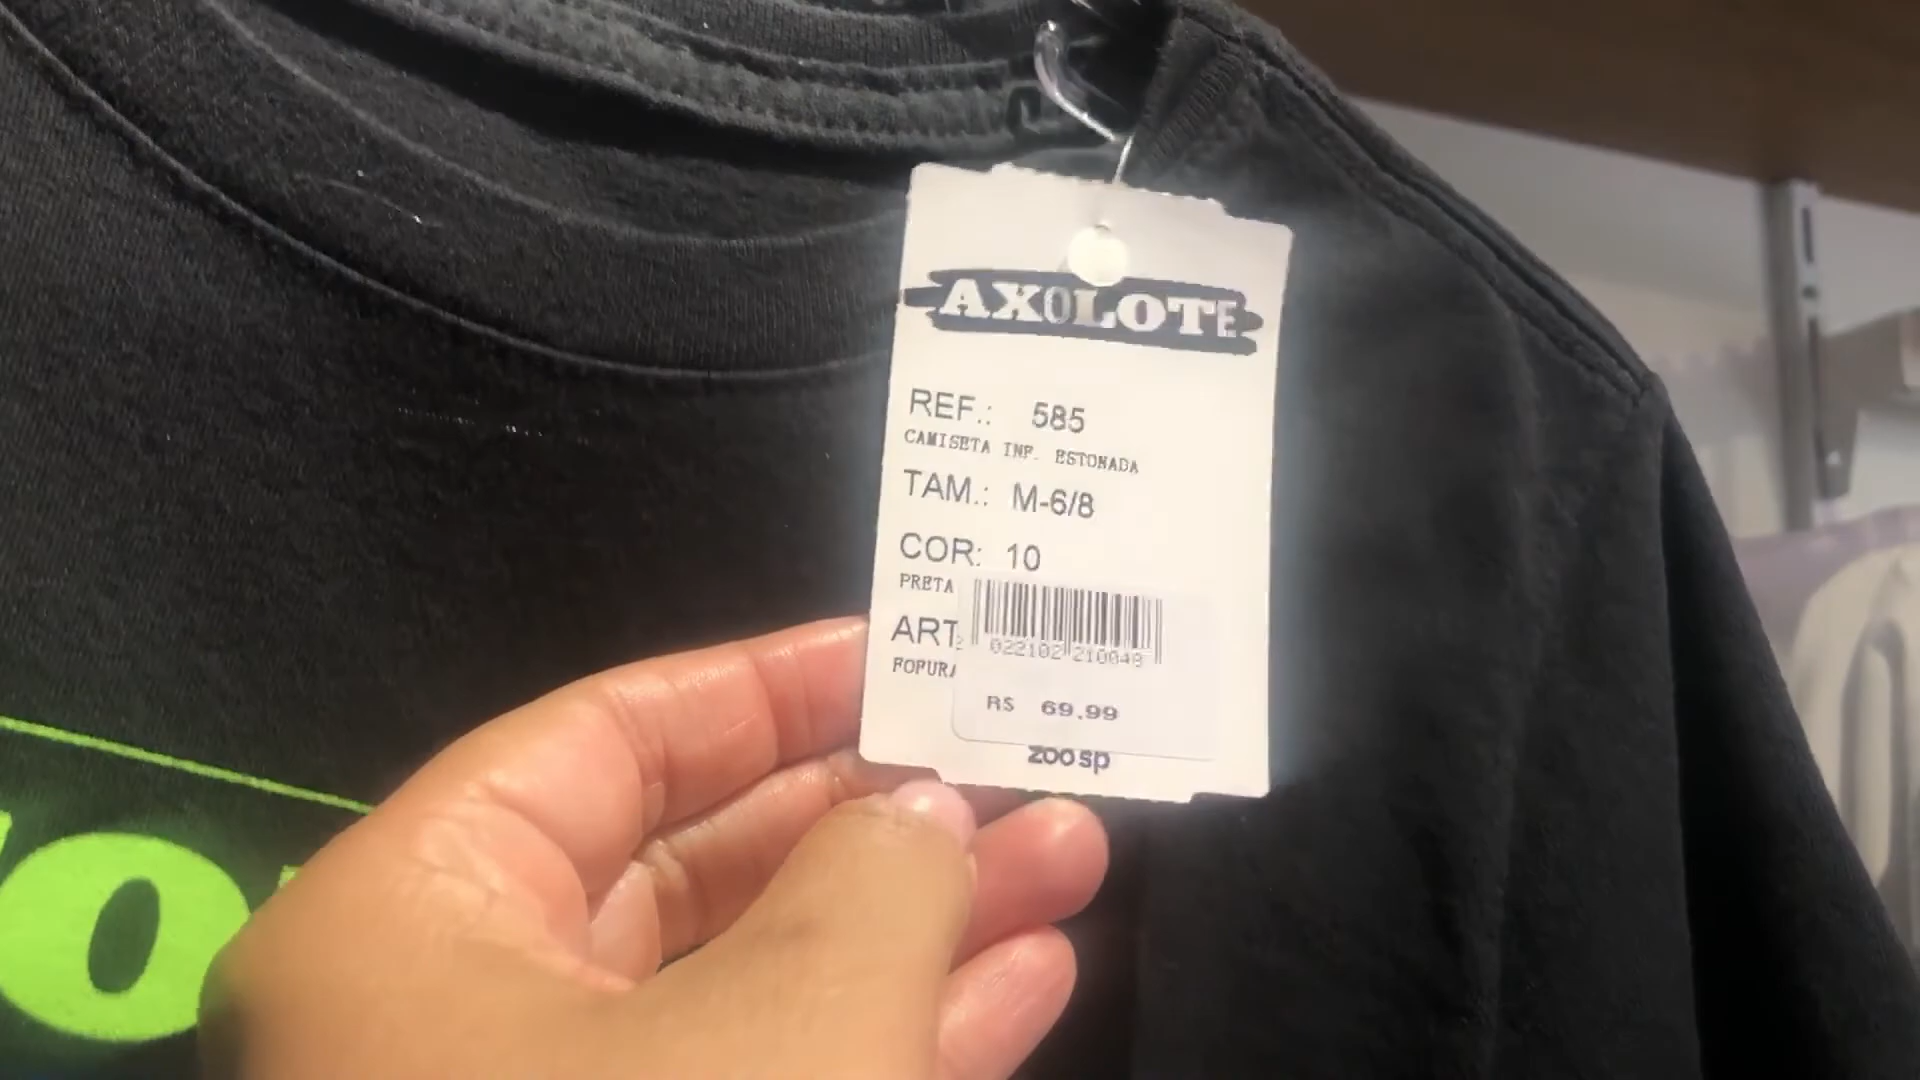 AXOLOTE
REF.: 585
CAMISETA INF. ESTONADA
TAM.: M-6/8
COR: 10
PRETA
ART
022102 210048
FOPURA
R$ 69.99
zoo sp